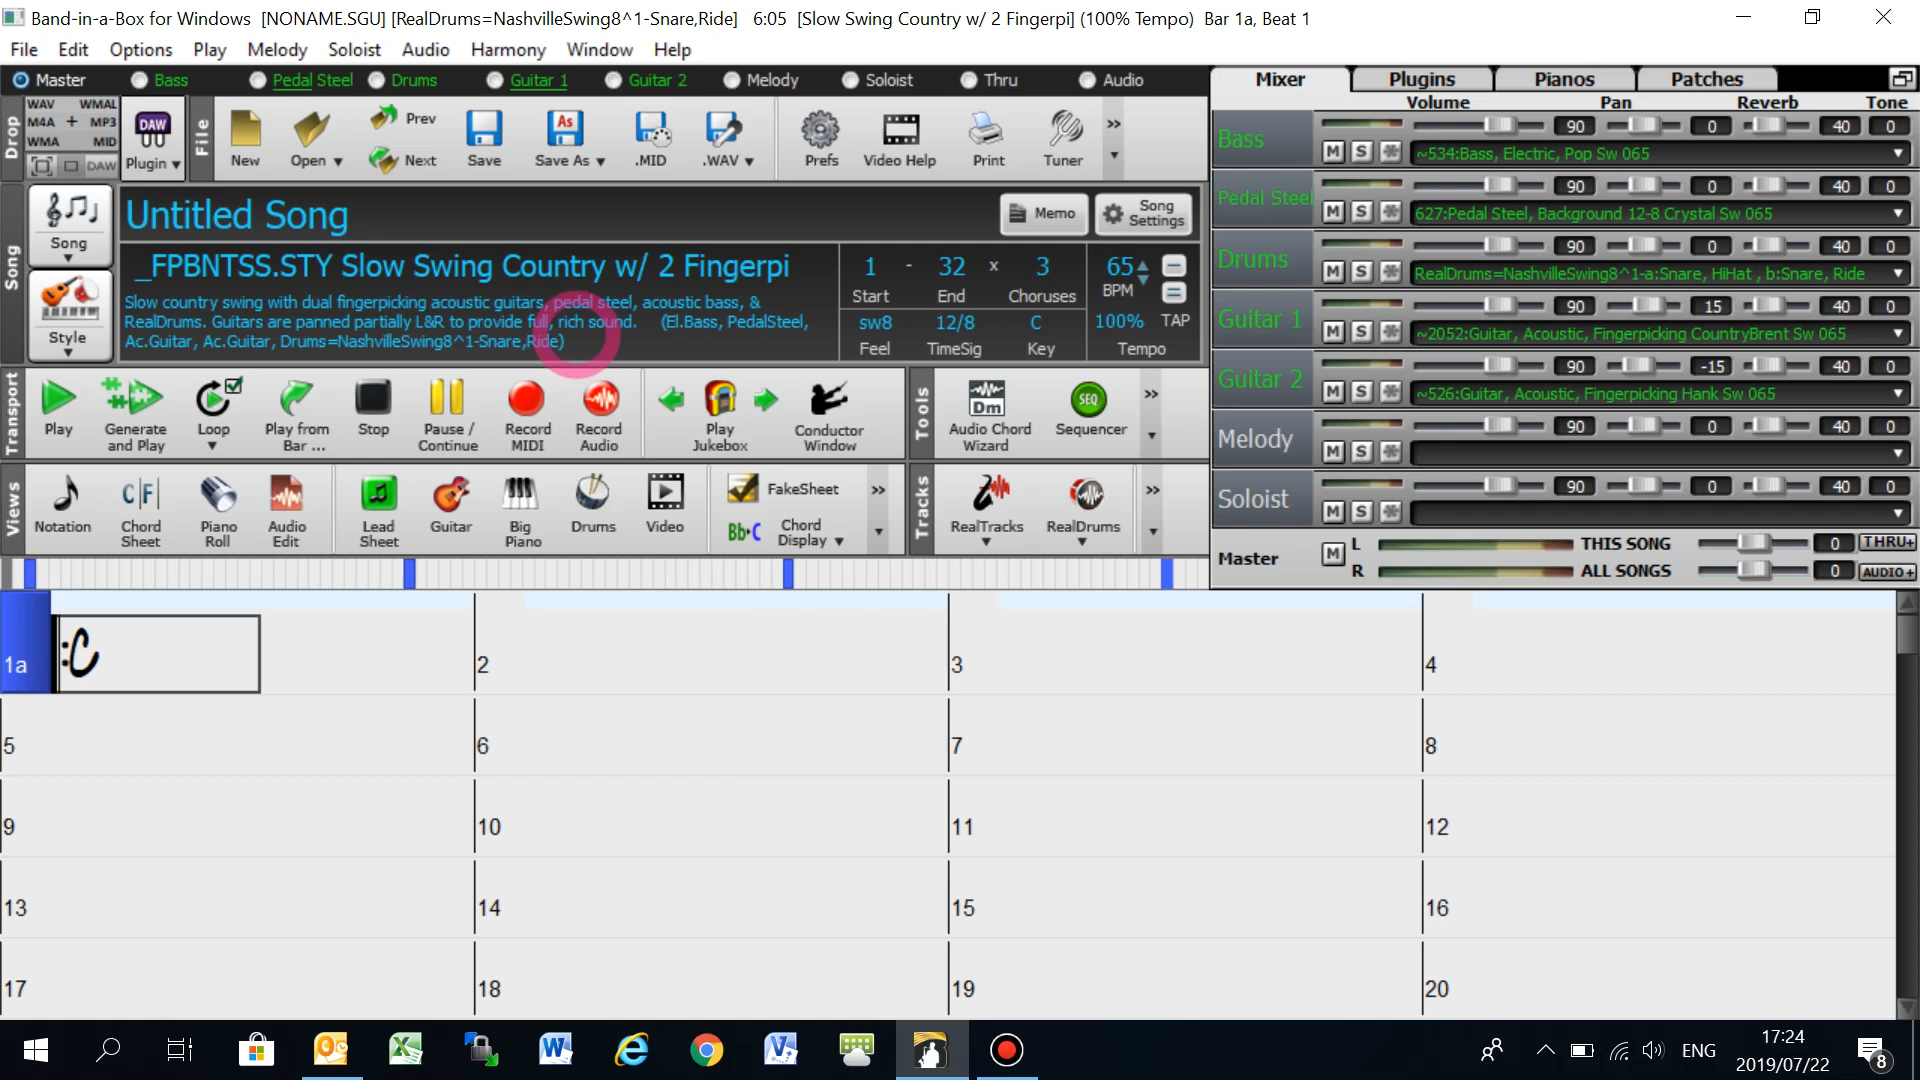 Band-in-a-Box for Windows [NONAME.SGU] [RealDrums=NashvilleSwing8^1-Snare,Ride] 6:05 [Slow Swing Country w/ 2 Fingerpi] (100% Tempo) Bar 1a, Beat 1
File Edit Options Play Melody Soloist Audio Harmony Window Help
Master Bass Pedal Steel Drums Guitar 1 Guitar 2 Melody Soloist Thru Audio
Drop
WAV WMAL
M4A + MP3
WMA MID
DAW
DAW
Plugin
File
New
Open
Prev
Next
Save
As
Save As
.MID
.WAV
Prefs
Video Help
Print
Tuner
Song
Song
Style
Untitled Song
Memo
Song Settings
_FPBNTSS.STY Slow Swing Country w/ 2 Fingerpi
Slow country swing with dual fingerpicking acoustic guitars, pedal steel, acoustic bass, &
RealDrums. Guitars are panned partially L&R to provide full, rich sound. (El.Bass, PedalSteel,
Ac.Guitar, Ac.Guitar, Drums=NashvilleSwing8^1-Snare,Ride)
1 - 32 x 3
Start End Choruses
sw8 12/8 C
Feel TimeSig Key
65
BPM
100% TAP
Tempo
Transport
Play
Generate and Play
Loop
Play from Bar ...
Stop
Pause / Continue
Record MIDI
Record Audio
Play Jukebox
Conductor Window
Tools
Dm
Audio Chord Wizard
SEQ
Sequencer
Views
Notation
C|F|
Chord Sheet
Piano Roll
Audio Edit
Lead Sheet
Guitar
Big Piano
Drums
Video
FakeSheet
Bb C
Chord Display
Tracks
RealTracks
RealDrums
Mixer Plugins Pianos Patches
Volume Pan Reverb Tone
Bass 90 0 40 0
M S ~534:Bass, Electric, Pop Sw 065
Pedal Steel 90 0 40 0
M S 627:Pedal Steel, Background 12-8 Crystal Sw 065
Drums 90 0 40 0
M S RealDrums=NashvilleSwing8^1-a:Snare, HiHat , b:Snare, Ride
Guitar 1 90 15 40 0
M S ~2052:Guitar, Acoustic, Fingerpicking CountryBrent Sw 065
Guitar 2 90 -15 40 0
M S ~526:Guitar, Acoustic, Fingerpicking Hank Sw 065
Melody 90 0 40 0
M S
Soloist 90 0 40 0
M S
Master M L THIS SONG 0 THRU+
R ALL SONGS 0 AUDIO+
1a :C 2 3 4
5 6 7 8
9 10 11 12
13 14 15 16
17 18 19 20
ENG
17:24
2019/07/22
8